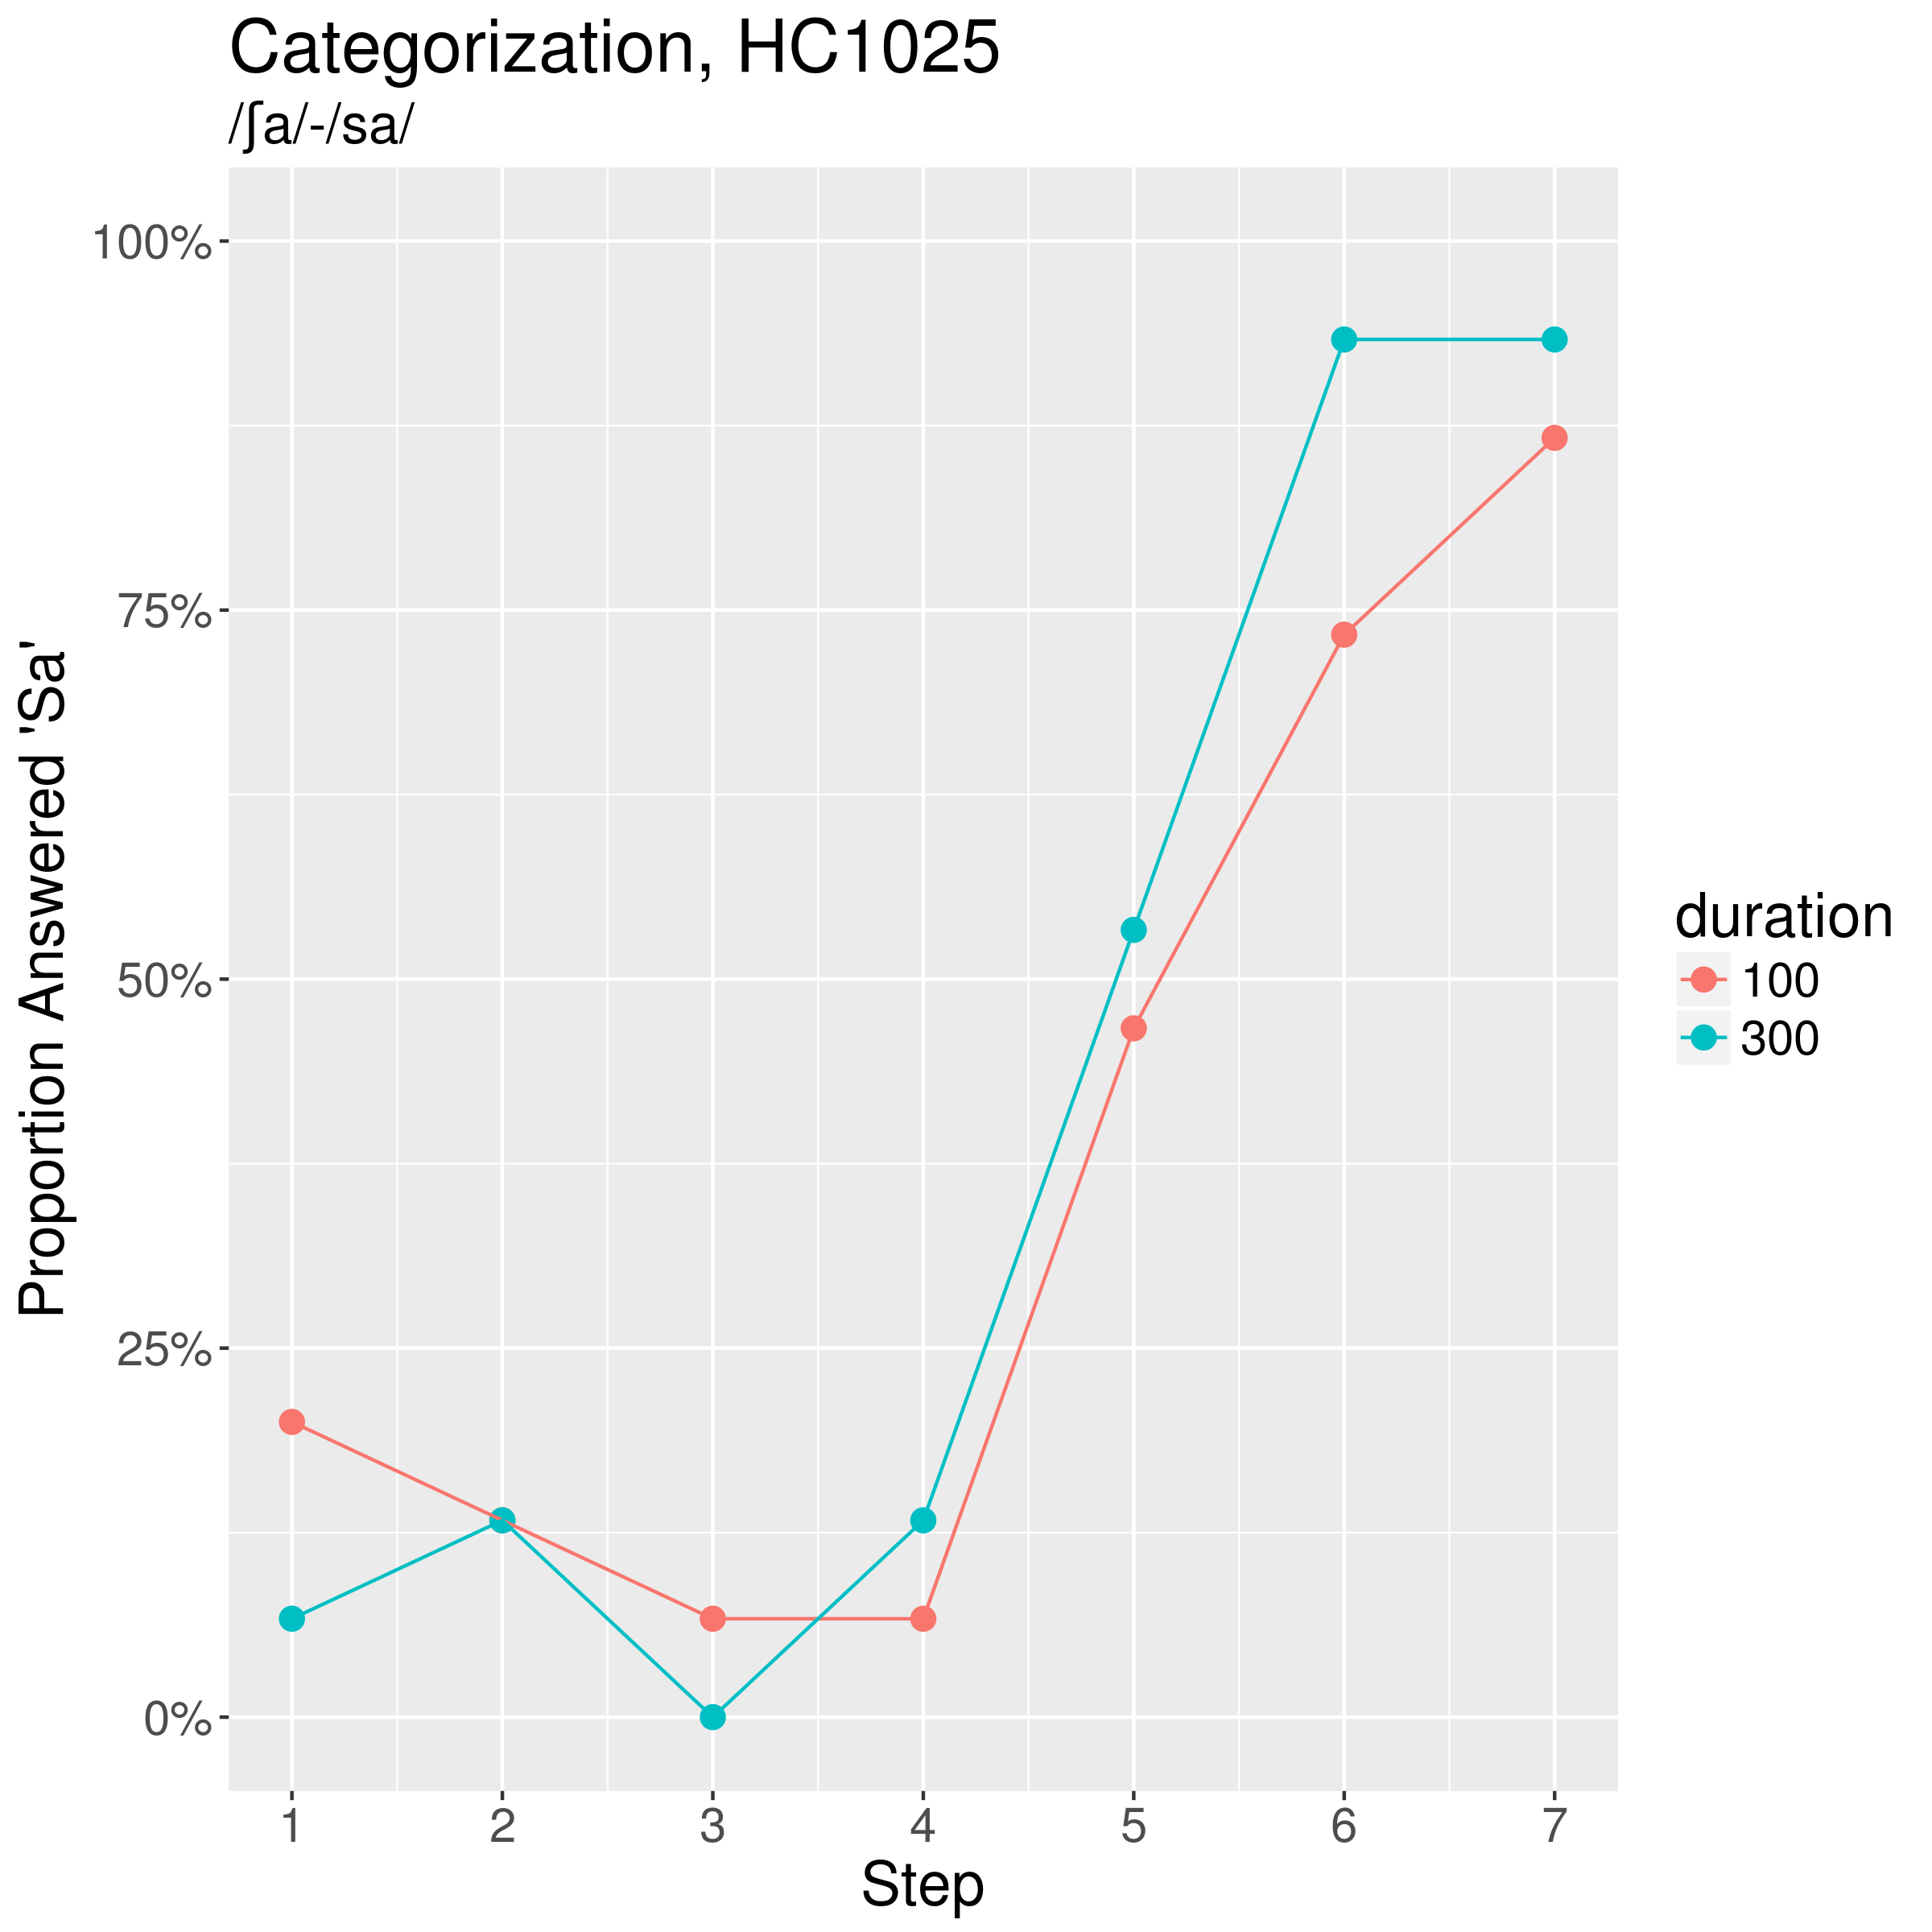 Categorization, HC1025
/ʃa/-/sa/
Proportion Answered 'Sa'
100%
75%
50%
25%
0%
1 2 3 4 5 6 7
Step
duration
100
300